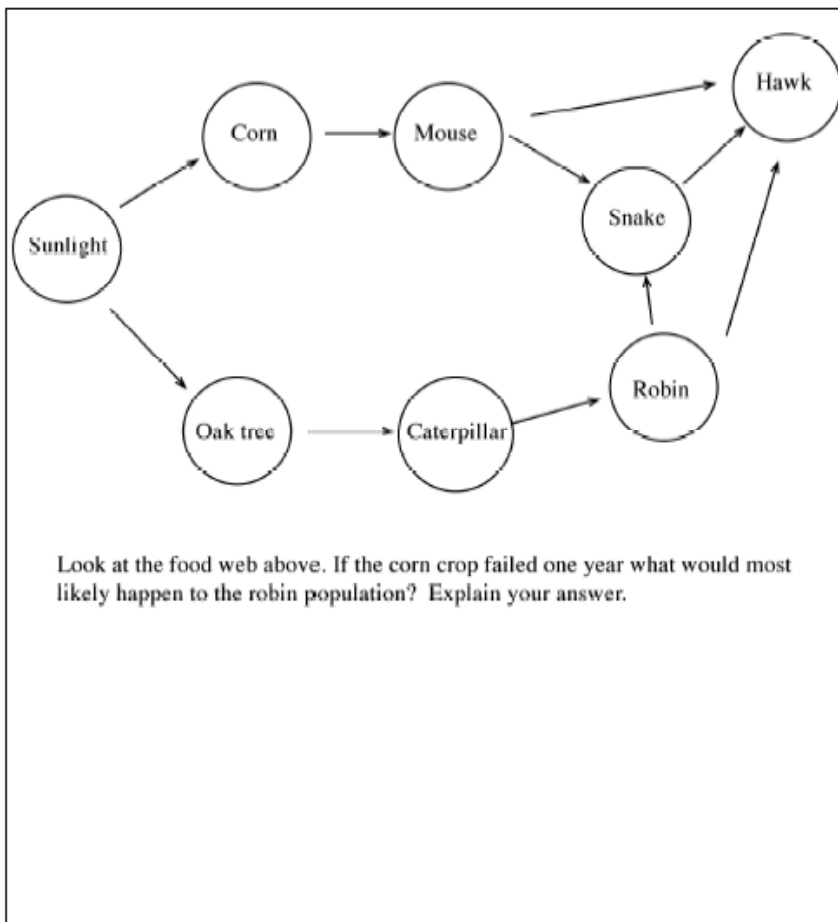 Hawk
Corn
Mouse
Snake
Sunlight
Robin
Oak tree
Caterpillar
Look at the food web above. If the corn crop failed one year what would most
likely happen to the robin population? Explain your answer.